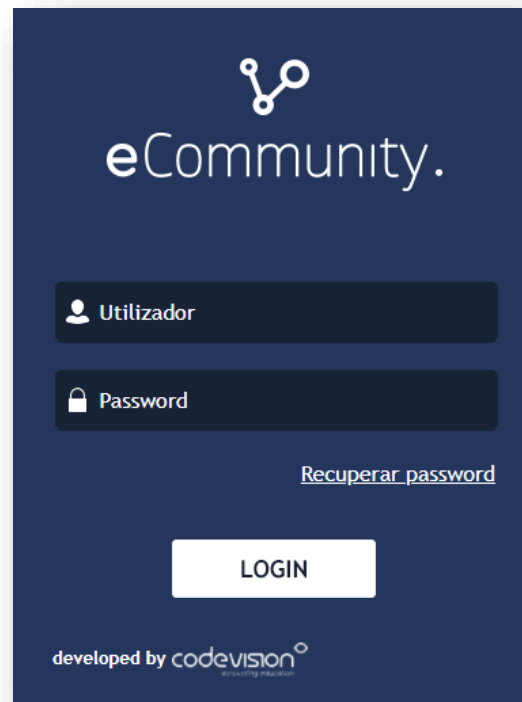 eCommunity.
Utilizador
Password
Recuperar password
LOGIN
developed by codevision